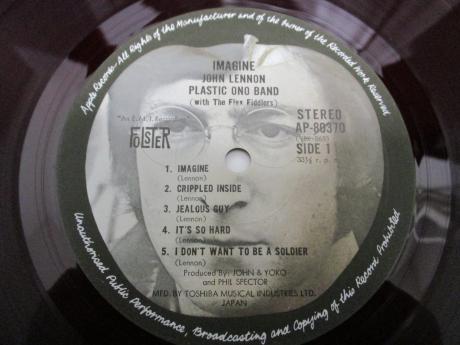 Apple Records - All Rights of the Manufacturer and of the Owner of the Recorded Work Reserved.
IMAGINE
JOHN LENNON
PLASTIC ONO BAND
(with The Flux Fiddlers)
STEREO
AP-80370
SIDE 1
33⅓ r. p. m.
1. IMAGINE
(Lennon)
2. CRIPPLED INSIDE
(Lennon)
3. JEALOUS GUY
(Lennon)
4. IT'S SO HARD
(Lennon)
5. I DON'T WANT TO BE A SOLDIER
(Lennon)
Produced By: JOHN & YOKO
and PHIL SPECTOR
MFD. BY TOSHIBA MUSICAL INDUSTRIES LTD.
JAPAN
Unauthorised Public Performance, Broadcasting and Copying of this Record Prohibited